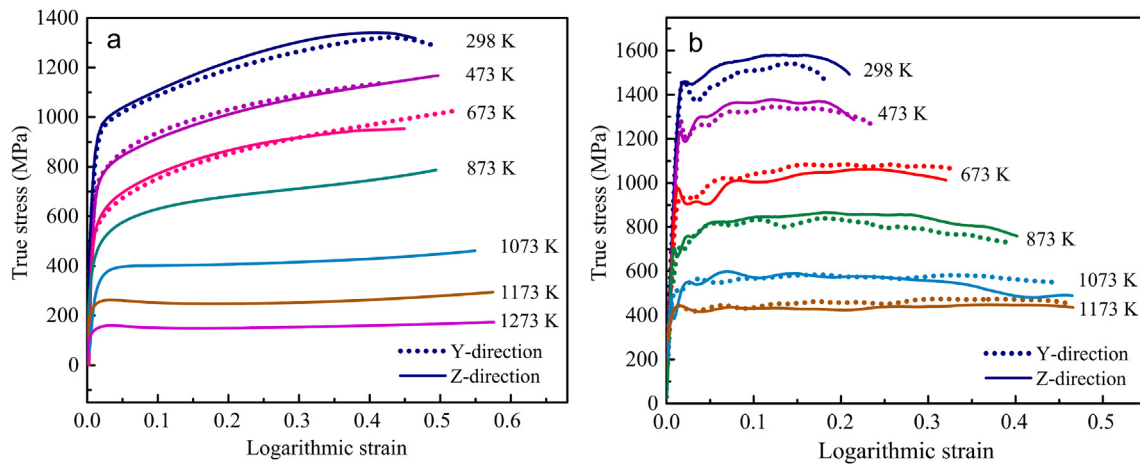 a
1400
1200
1000
800
600
400
200
0
True stress (MPa)
298 K
473 K
673 K
873 K
1073 K
1173 K
1273 K
Y-direction
Z-direction
0.0 0.1 0.2 0.3 0.4 0.5 0.6
Logarithmic strain
b
1600
1400
1200
1000
800
600
400
200
0
True stress (MPa)
298 K
473 K
673 K
873 K
1073 K
1173 K
Y-direction
Z-direction
0.0 0.1 0.2 0.3 0.4 0.5
Logarithmic strain